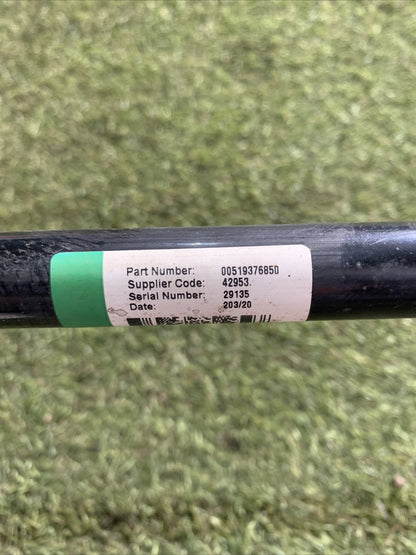 Part Number: 00519376850
Supplier Code: 42953
Serial Number: 29135
Date: 203/20